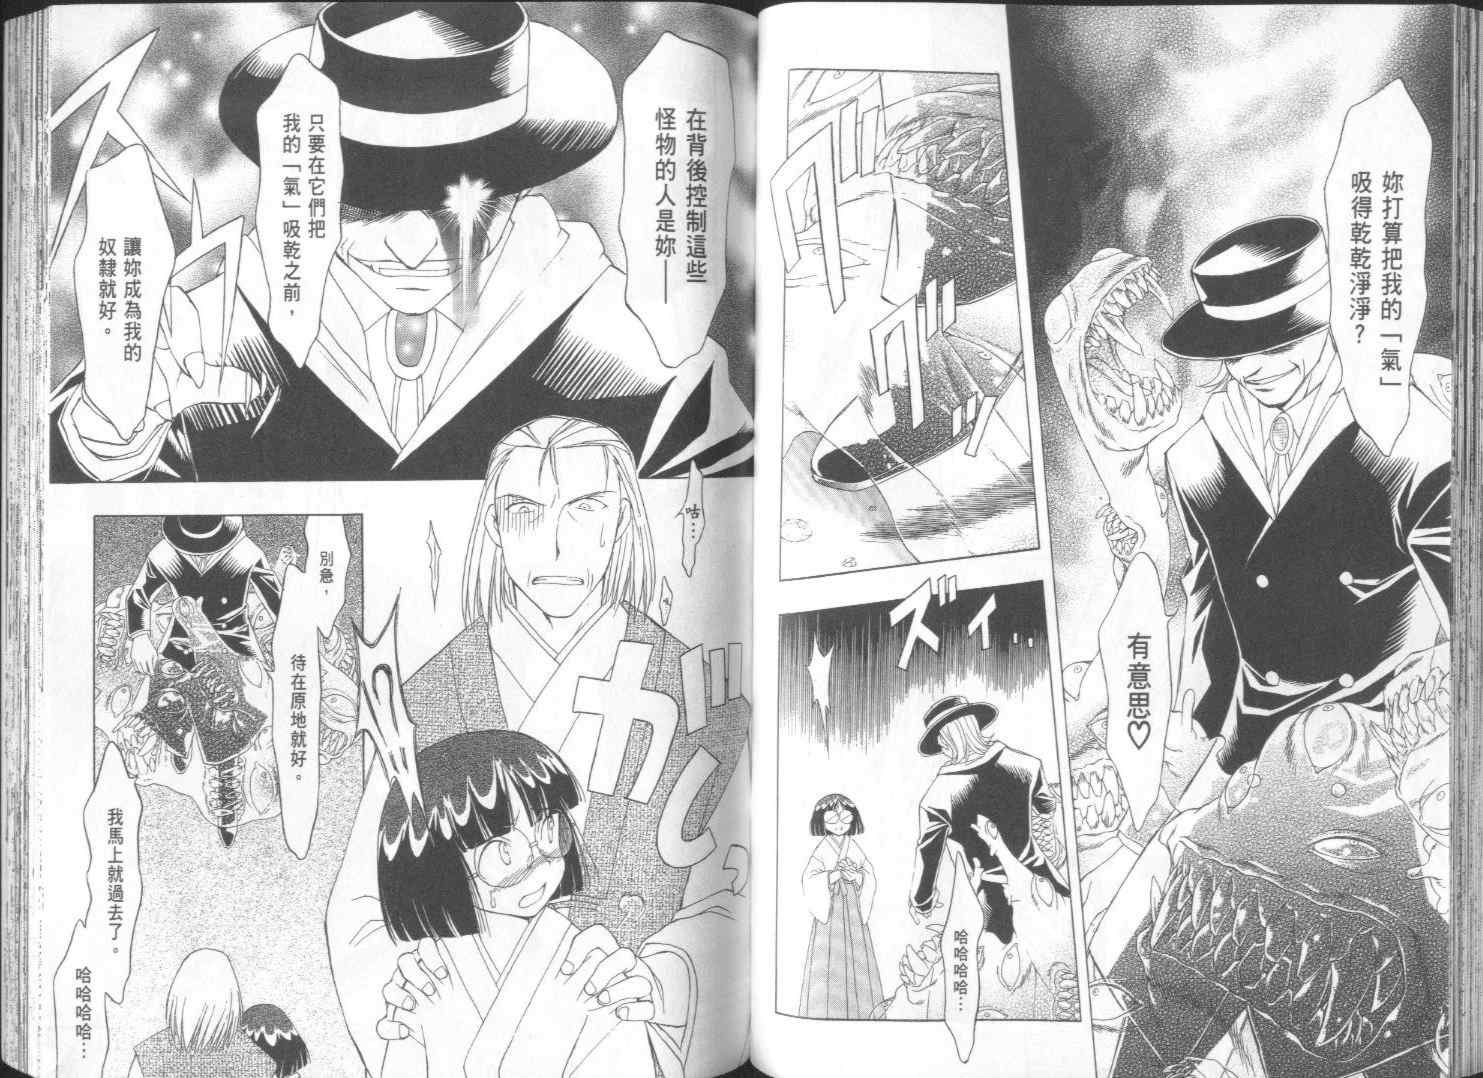 妳打算把我的「氣」
吸得乾乾淨淨?
有意思♡
ズィ‥
哈哈哈哈…
在背後控制這些
怪物的人是妳——
只要在它們把
我的「氣」吸乾之前，
讓妳成為我的
奴隸就好。
咕…
別急，
待在原地就好。
我馬上就過去了。
哈哈哈哈…